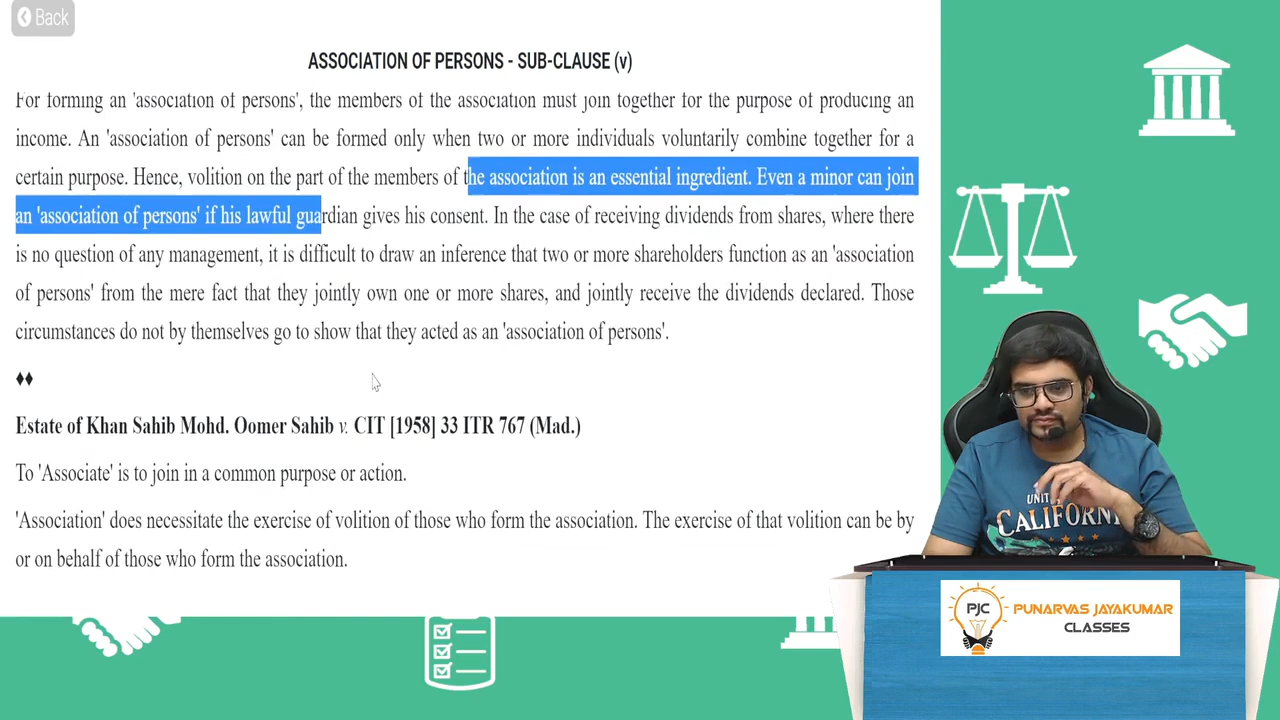 Back
ASSOCIATION OF PERSONS - SUB-CLAUSE (v)
For forming an 'association of persons', the members of the association must join together for the purpose of producing an
income. An 'association of persons' can be formed only when two or more individuals voluntarily combine together for a
certain purpose. Hence, volition on the part of the members of the association is an essential ingredient. Even a minor can join
an 'association of persons' if his lawful guardian gives his consent. In the case of receiving dividends from shares, where there
is no question of any management, it is difficult to draw an inference that two or more shareholders function as an 'association
of persons' from the mere fact that they jointly own one or more shares, and jointly receive the dividends declared. Those
circumstances do not by themselves go to show that they acted as an 'association of persons'.
♦♦
Estate of Khan Sahib Mohd. Oomer Sahib v. CIT [1958] 33 ITR 767 (Mad.)
To 'Associate' is to join in a common purpose or action.
'Association' does necessitate the exercise of volition of those who form the association. The exercise of that volition can be by
or on behalf of those who form the association.
CALIFORN
PJC
PUNARVAS JAYAKUMAR
CLASSES